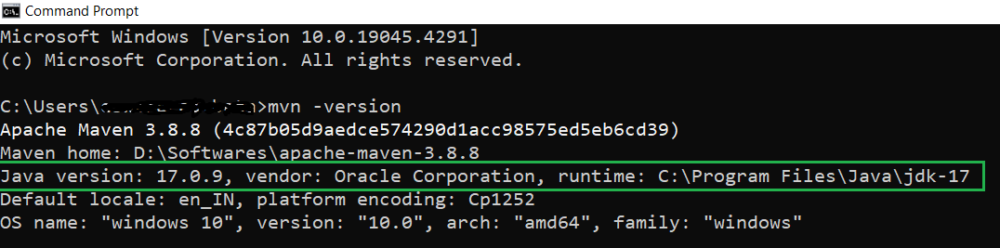 Command Prompt
Microsoft Windows [Version 10.0.19045.4291]
(c) Microsoft Corporation. All rights reserved.
C:\Users\>mvn -version
Apache Maven 3.8.8 (4c87b05d9aedce574290d1acc98575ed5eb6cd39)
Maven home: D:\Softwares\apache-maven-3.8.8
Java version: 17.0.9, vendor: Oracle Corporation, runtime: C:\Program Files\Java\jdk-17
Default locale: en_IN, platform encoding: Cp1252
OS name: "windows 10", version: "10.0", arch: "amd64", family: "windows"